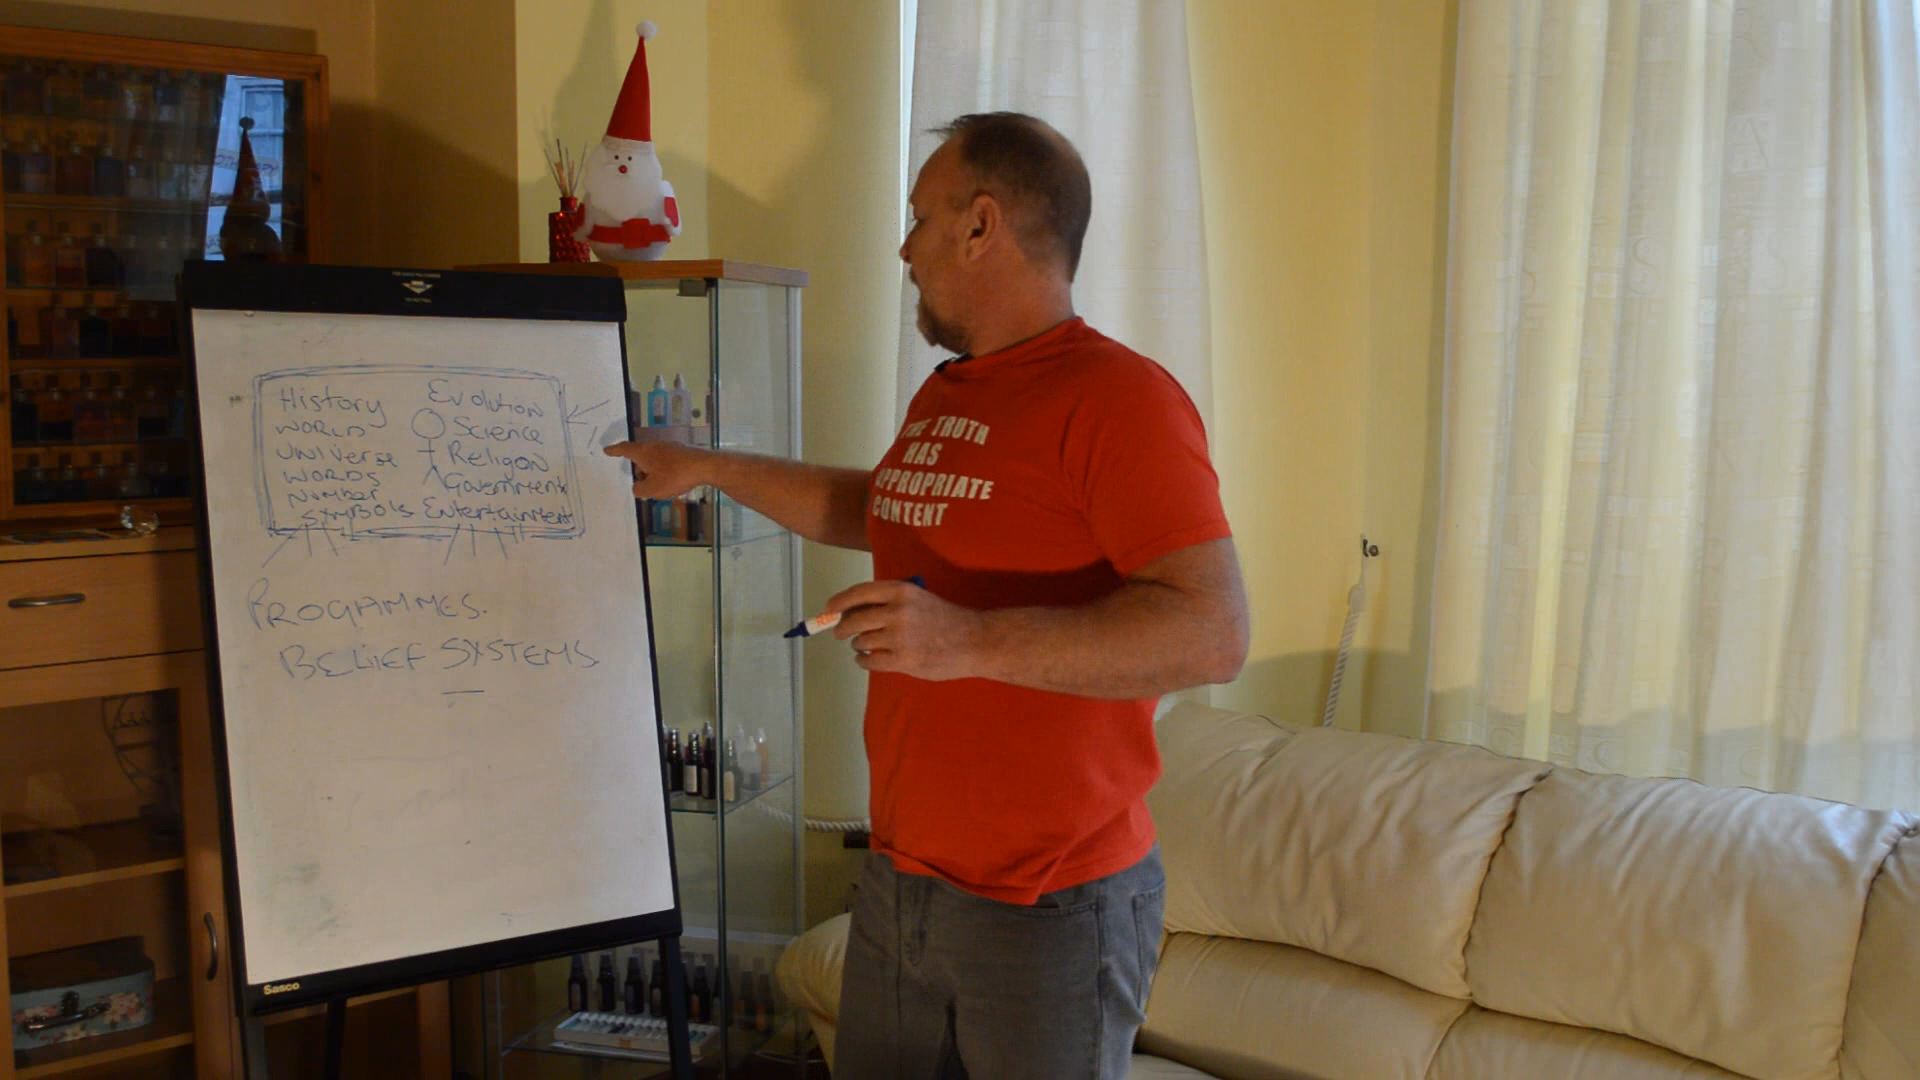 History Evolution
WORLD Science
UNIVerse Religon
WORDS Governments
Number
SYMBOLS Entertainment
PROGAMMES.
BELIEF SYSTEMS
Sasco
THE TRUTH
HAS
APPROPRIATE
CONTENT